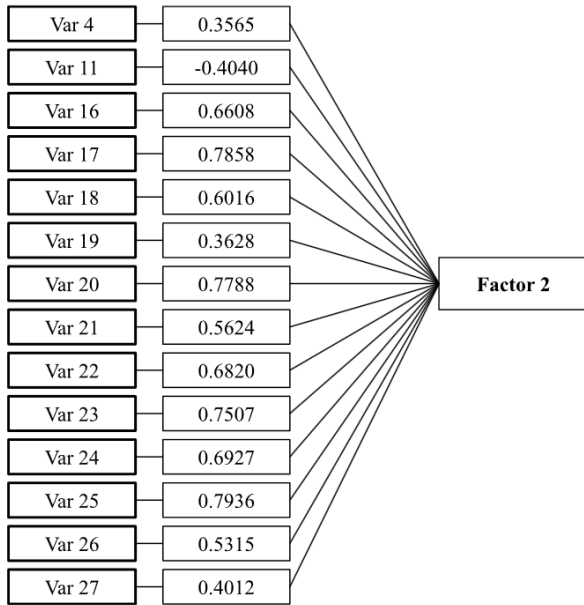 Var 4 0.3565
Var 11 -0.4040
Var 16 0.6608
Var 17 0.7858
Var 18 0.6016
Var 19 0.3628
Var 20 0.7788 Factor 2
Var 21 0.5624
Var 22 0.6820
Var 23 0.7507
Var 24 0.6927
Var 25 0.7936
Var 26 0.5315
Var 27 0.4012